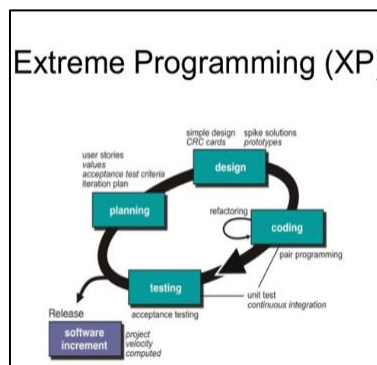 Extreme Programming (XP)
simple design
CRC cards
spike solutions
prototypes
user stories
values
acceptance test criteria
iteration plan
design
planning
refactoring
coding
pair programming
testing
unit test
continuous integration
acceptance testing
Release
software
increment
project
velocity
computed